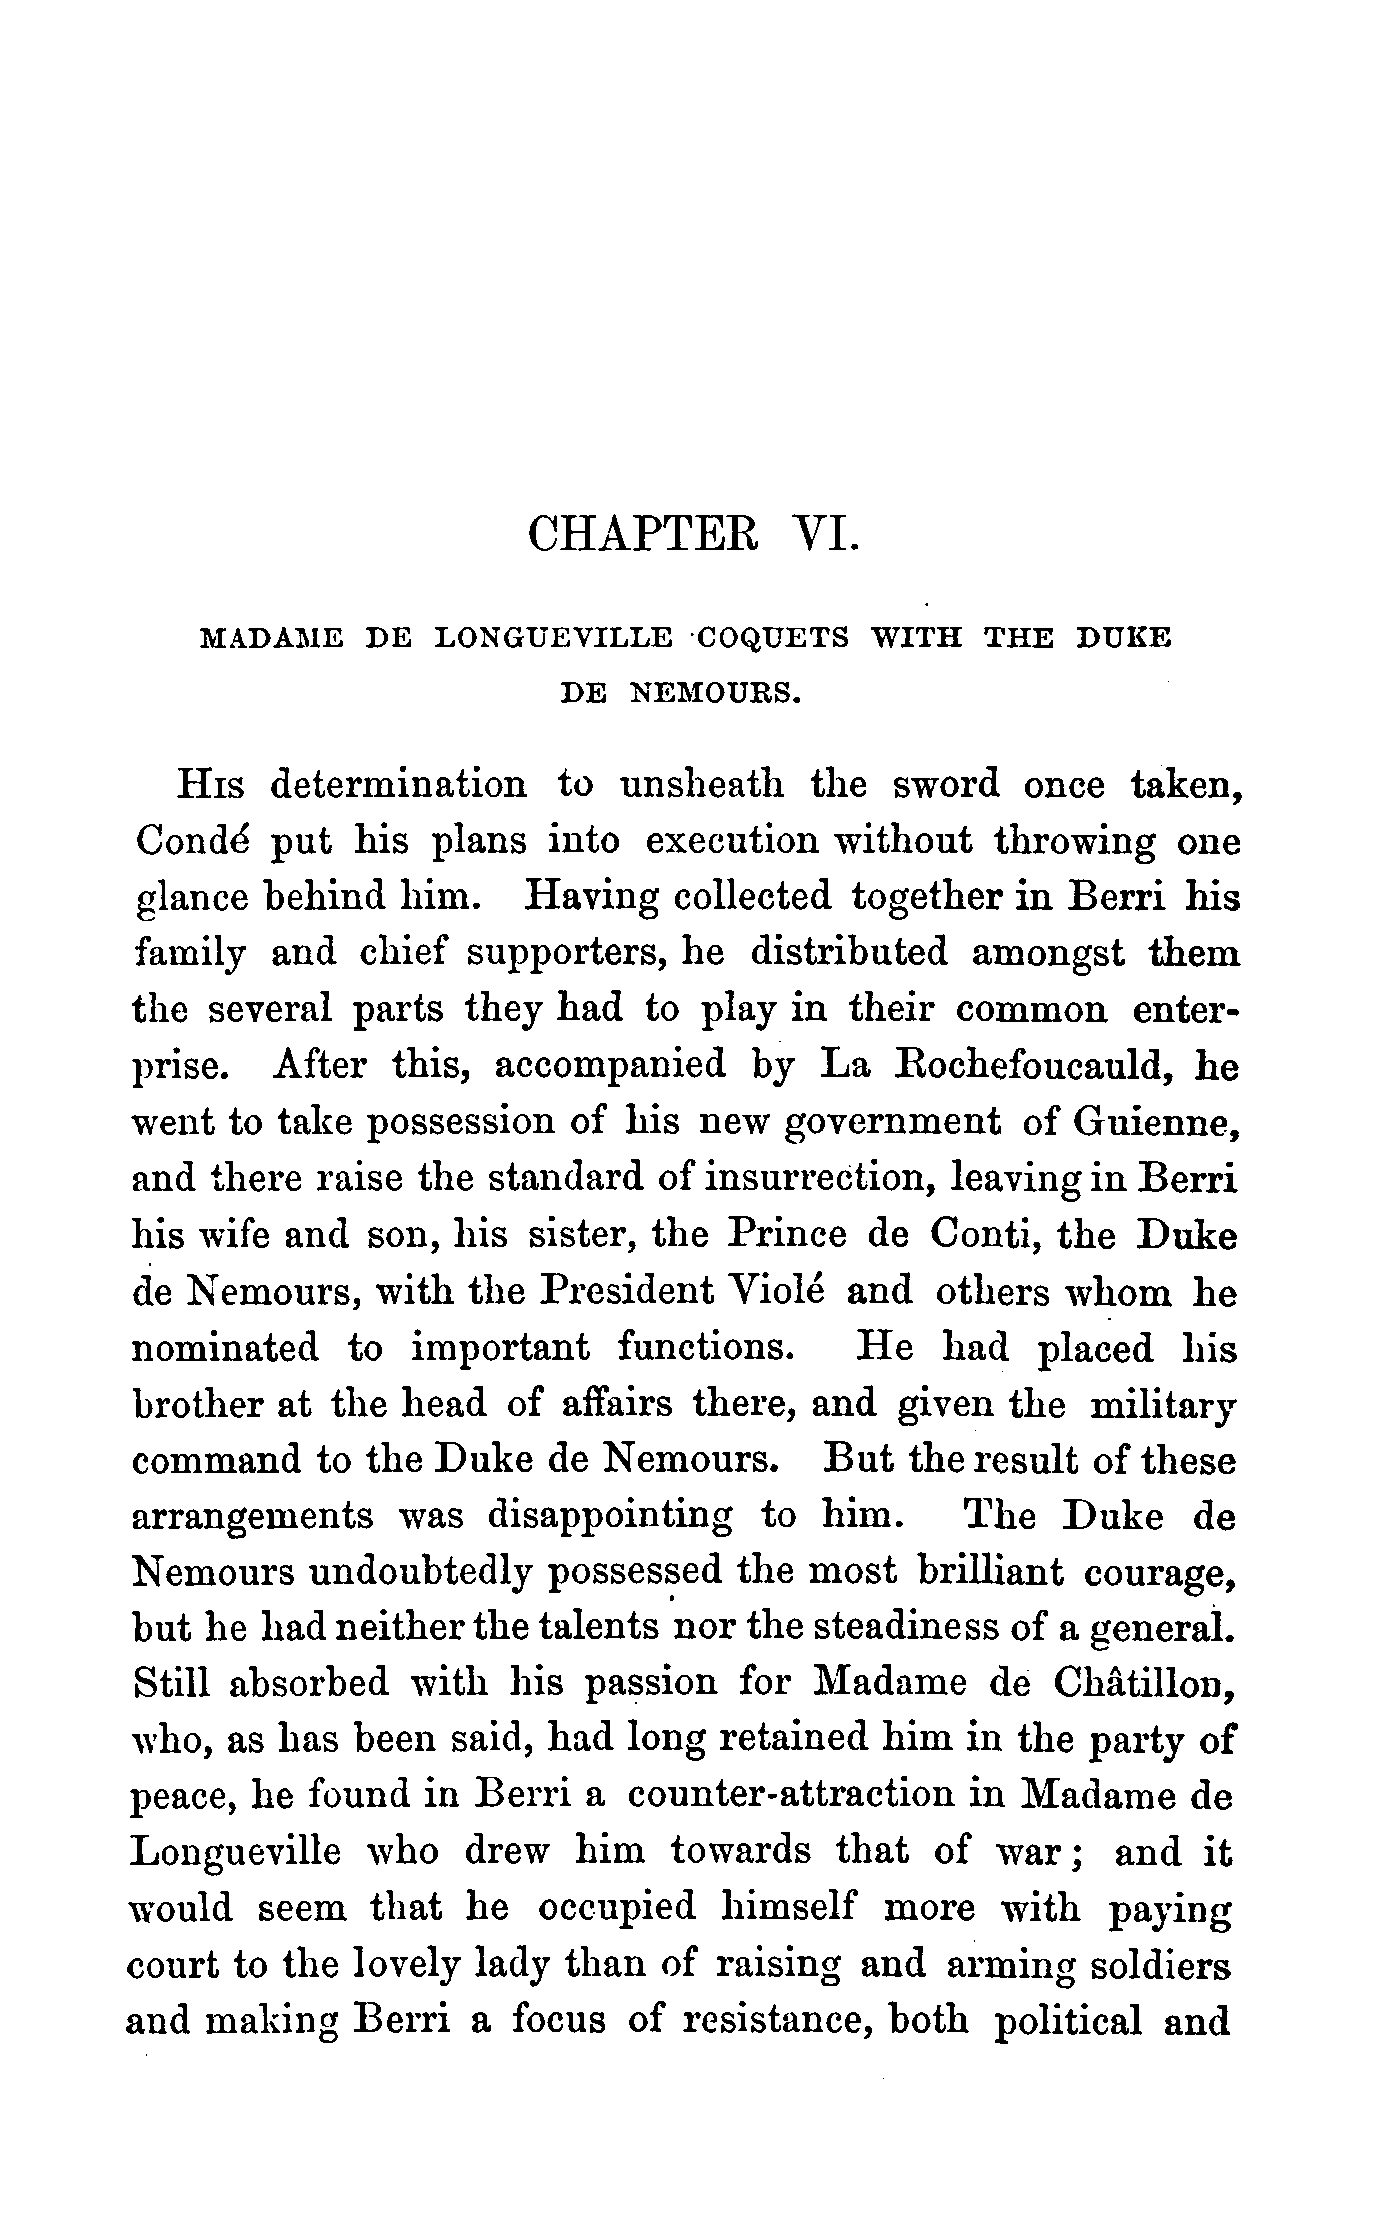 CHAPTER VI.
MADAME DE LONGUEVILLE COQUETS WITH THE DUKE
DE NEMOURS.
His determination to unsheath the sword once taken,
Condé put his plans into execution without throwing one
glance behind him. Having collected together in Berri his
family and chief supporters, he distributed amongst them
the several parts they had to play in their common enter-
prise. After this, accompanied by La Rochefoucauld, he
went to take possession of his new government of Guienne,
and there raise the standard of insurrection, leaving in Berri
his wife and son, his sister, the Prince de Conti, the Duke
de Nemours, with the President Violé and others whom he
nominated to important functions. He had placed his
brother at the head of affairs there, and given the military
command to the Duke de Nemours. But the result of these
arrangements was disappointing to him. The Duke de
Nemours undoubtedly possessed the most brilliant courage,
but he had neither the talents nor the steadiness of a general.
Still absorbed with his passion for Madame de Châtillon,
who, as has been said, had long retained him in the party of
peace, he found in Berri a counter-attraction in Madame de
Longueville who drew him towards that of war; and it
would seem that he occupied himself more with paying
court to the lovely lady than of raising and arming soldiers
and making Berri a focus of resistance, both political and